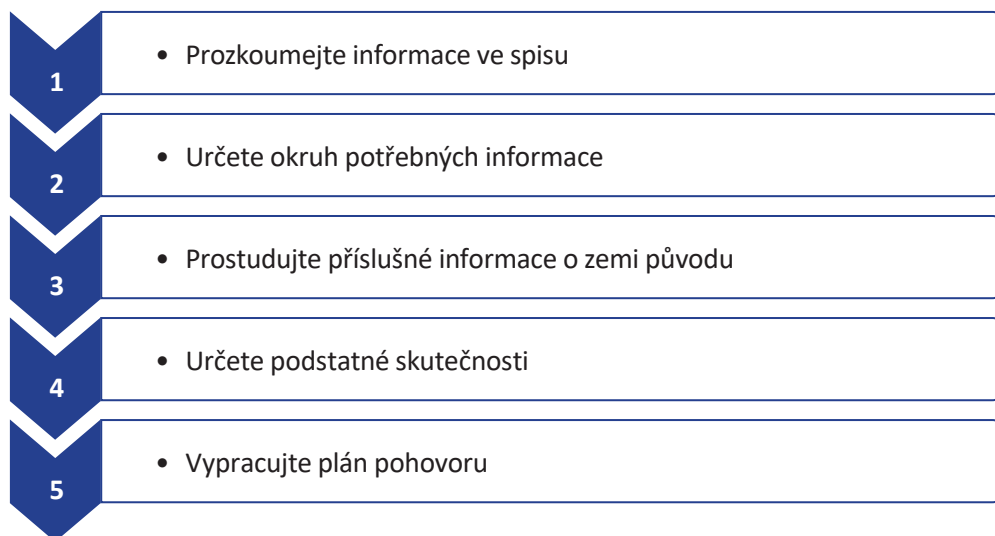 1
• Prozkoumejte informace ve spisu
2
• Určete okruh potřebných informace
3
• Prostudujte příslušné informace o zemi původu
4
• Určete podstatné skutečnosti
5
• Vypracujte plán pohovoru